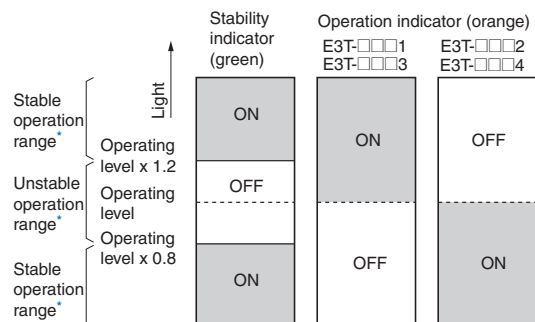 Stability
indicator
(green)
Operation indicator (orange)
E3T-□□□1
E3T-□□□3
E3T-□□□2
E3T-□□□4
Light
Stable
operation
range*
Operating
level x 1.2
Unstable
operation
range*
Operating
level
Operating
level x 0.8
Stable
operation
range*
ON
OFF
ON
ON
OFF
OFF
ON